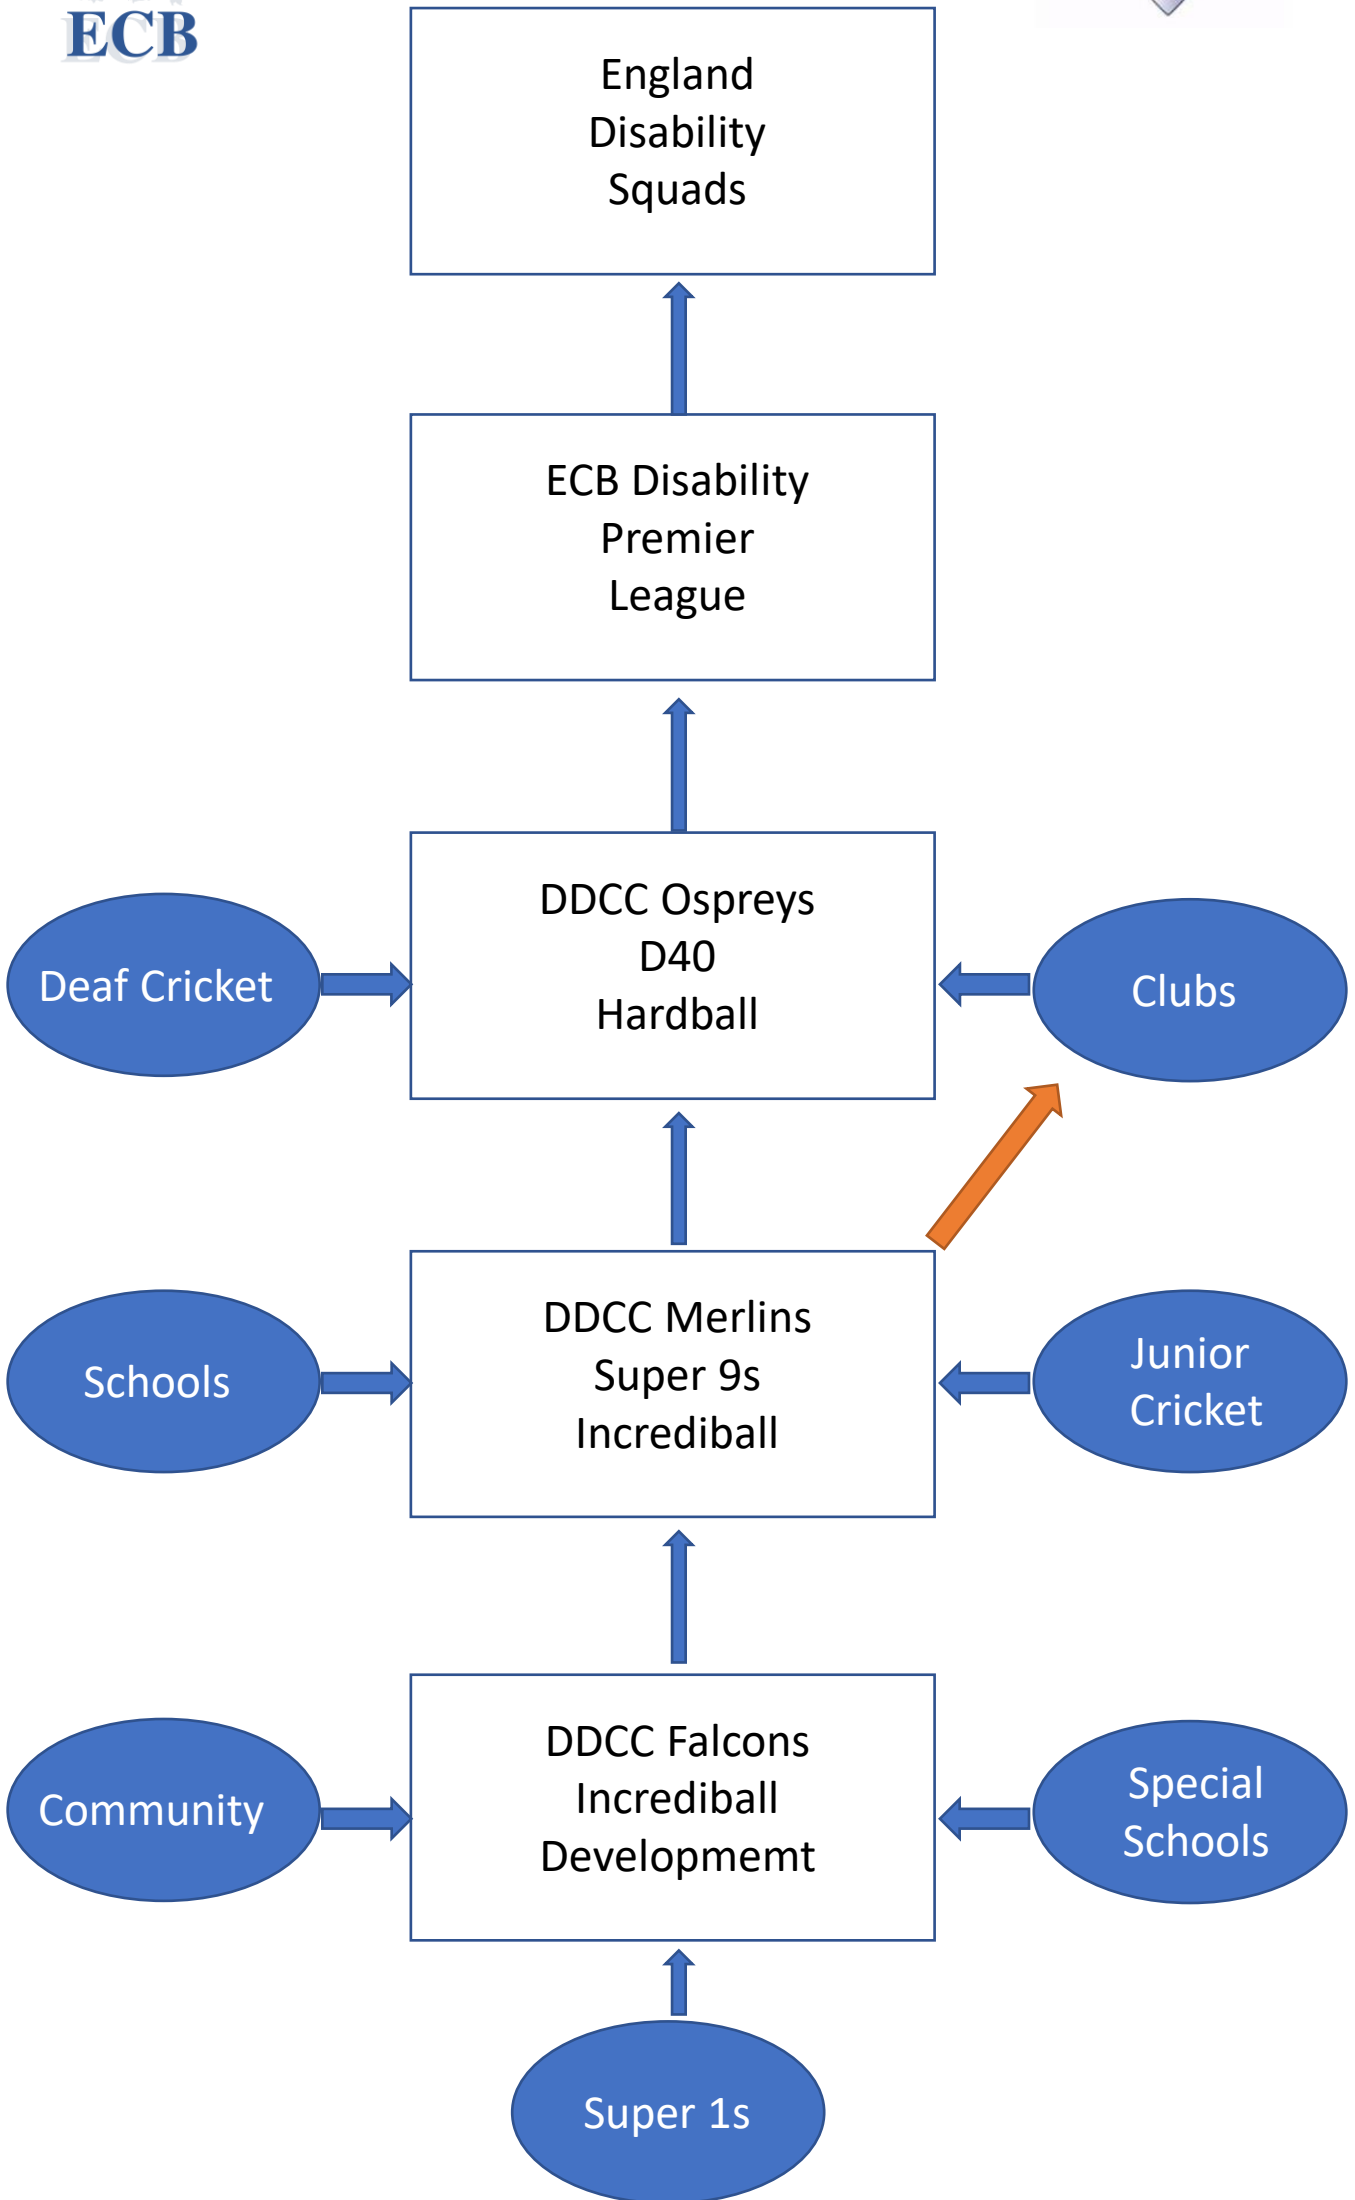 ECB
England
Disability
Squads
ECB Disability
Premier
League
DDCC Ospreys
D40
Hardball
Deaf Cricket
Clubs
DDCC Merlins
Super 9s
Incrediball
Schools
Junior
Cricket
DDCC Falcons
Incrediball
Developmemt
Community
Special
Schools
Super 1s